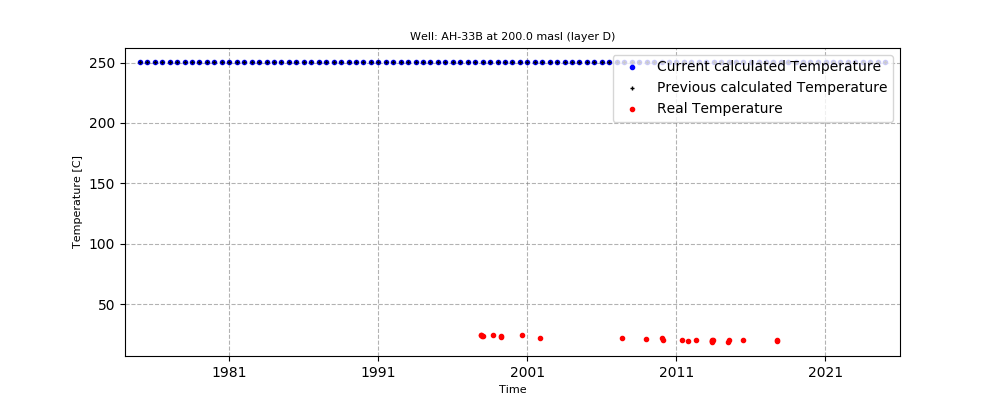 Well: AH-33B at 200.0 masl (layer D)
250
200
150
100
50
Temperature [C]
Current calculated Temperature
Previous calculated Temperature
Real Temperature
1981
1991
2001
2011
2021
Time